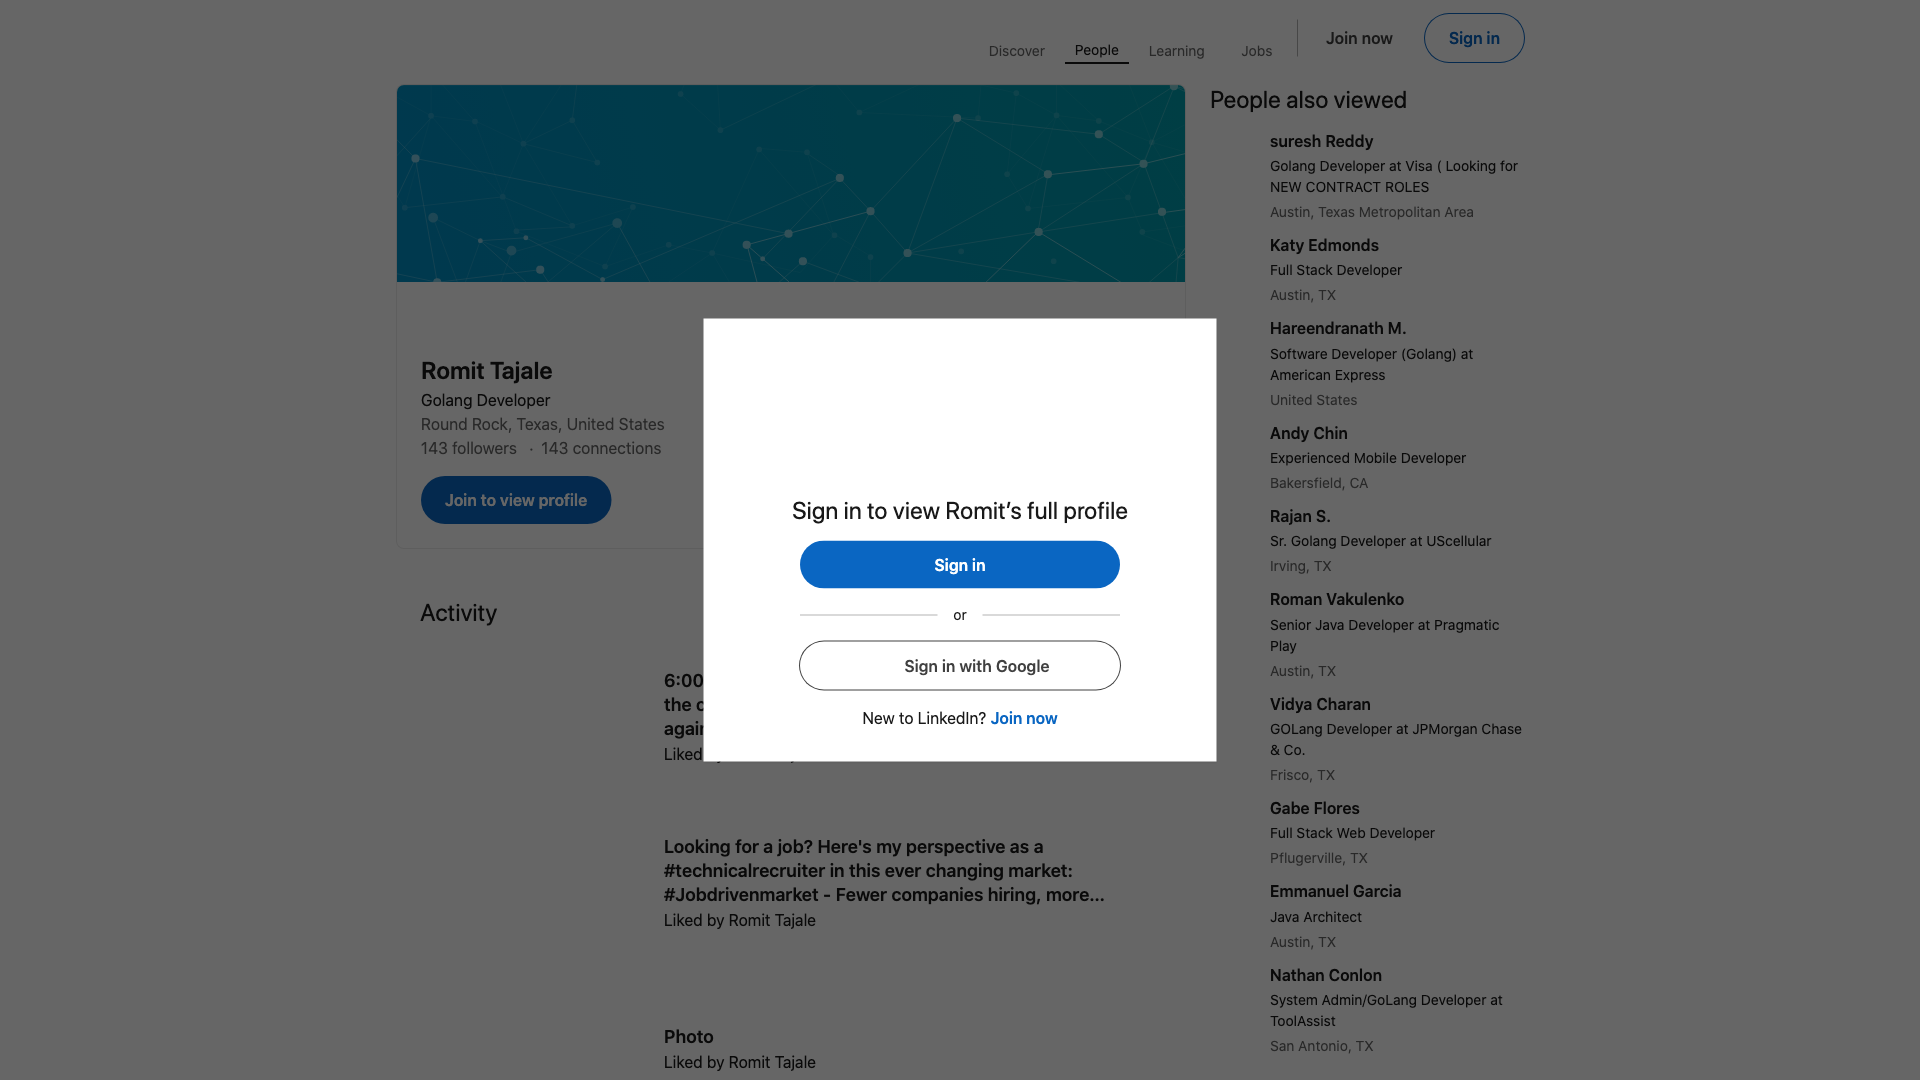 Discover
People
Learning
Jobs
Join now
Sign in
Romit Tajale
Golang Developer
Round Rock, Texas, United States
143 followers · 143 connections
Join to view profile
Activity
6:00
the
Liked
Looking for a job? Here's my perspective as a
#technicalrecruiter in this ever changing market:
#Jobdrivenmarket - Fewer companies hiring, more...
Liked by Romit Tajale
Photo
Liked by Romit Tajale
Sign in to view Romit’s full profile
Sign in
or
Sign in with Google
New to LinkedIn? Join now
People also viewed
suresh Reddy
Golang Developer at Visa ( Looking for
NEW CONTRACT ROLES
Austin, Texas Metropolitan Area
Katy Edmonds
Full Stack Developer
Austin, TX
Hareendranath M.
Software Developer (Golang) at
American Express
United States
Andy Chin
Experienced Mobile Developer
Bakersfield, CA
Rajan S.
Sr. Golang Developer at UScellular
Irving, TX
Roman Vakulenko
Senior Java Developer at Pragmatic
Play
Austin, TX
Vidya Charan
GOLang Developer at JPMorgan Chase
& Co.
Frisco, TX
Gabe Flores
Full Stack Web Developer
Pflugerville, TX
Emmanuel Garcia
Java Architect
Austin, TX
Nathan Conlon
System Admin/GoLang Developer at
ToolAssist
San Antonio, TX